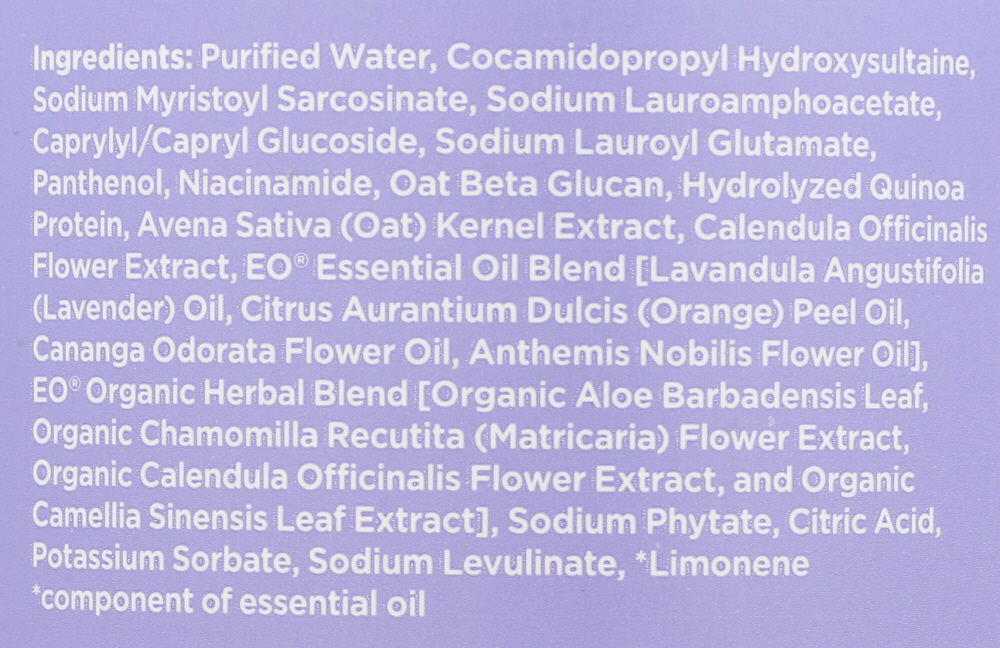 Ingredients: Purified Water, Cocamidopropyl Hydroxysultaine,
Sodium Myristoyl Sarcosinate, Sodium Lauroamphoacetate,
Caprylyl/Capryl Glucoside, Sodium Lauroyl Glutamate,
Panthenol, Niacinamide, Oat Beta Glucan, Hydrolyzed Quinoa
Protein, Avena Sativa (Oat) Kernel Extract, Calendula Officinalis
Flower Extract, EO® Essential Oil Blend [Lavandula Angustifolia
(Lavender) Oil, Citrus Aurantium Dulcis (Orange) Peel Oil,
Cananga Odorata Flower Oil, Anthemis Nobilis Flower Oil],
EO® Organic Herbal Blend [Organic Aloe Barbadensis Leaf,
Organic Chamomilla Recutita (Matricaria) Flower Extract,
Organic Calendula Officinalis Flower Extract, and Organic
Camellia Sinensis Leaf Extract], Sodium Phytate, Citric Acid,
Potassium Sorbate, Sodium Levulinate, *Limonene
*component of essential oil